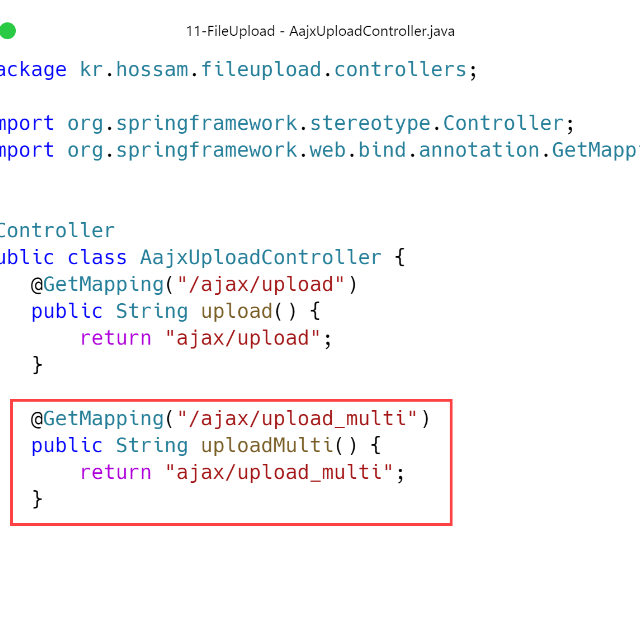 11-FileUpload - AajxUploadController.java
ackage kr.hossam.fileupload.controllers;
mport org.springframework.stereotype.Controller;
mport org.springframework.web.bind.annotation.GetMapp
Controller
ublic class AajxUploadController {
@GetMapping("/ajax/upload")
public String upload() {
return "ajax/upload";
}
@GetMapping("/ajax/upload_multi")
public String uploadMulti() {
return "ajax/upload_multi";
}